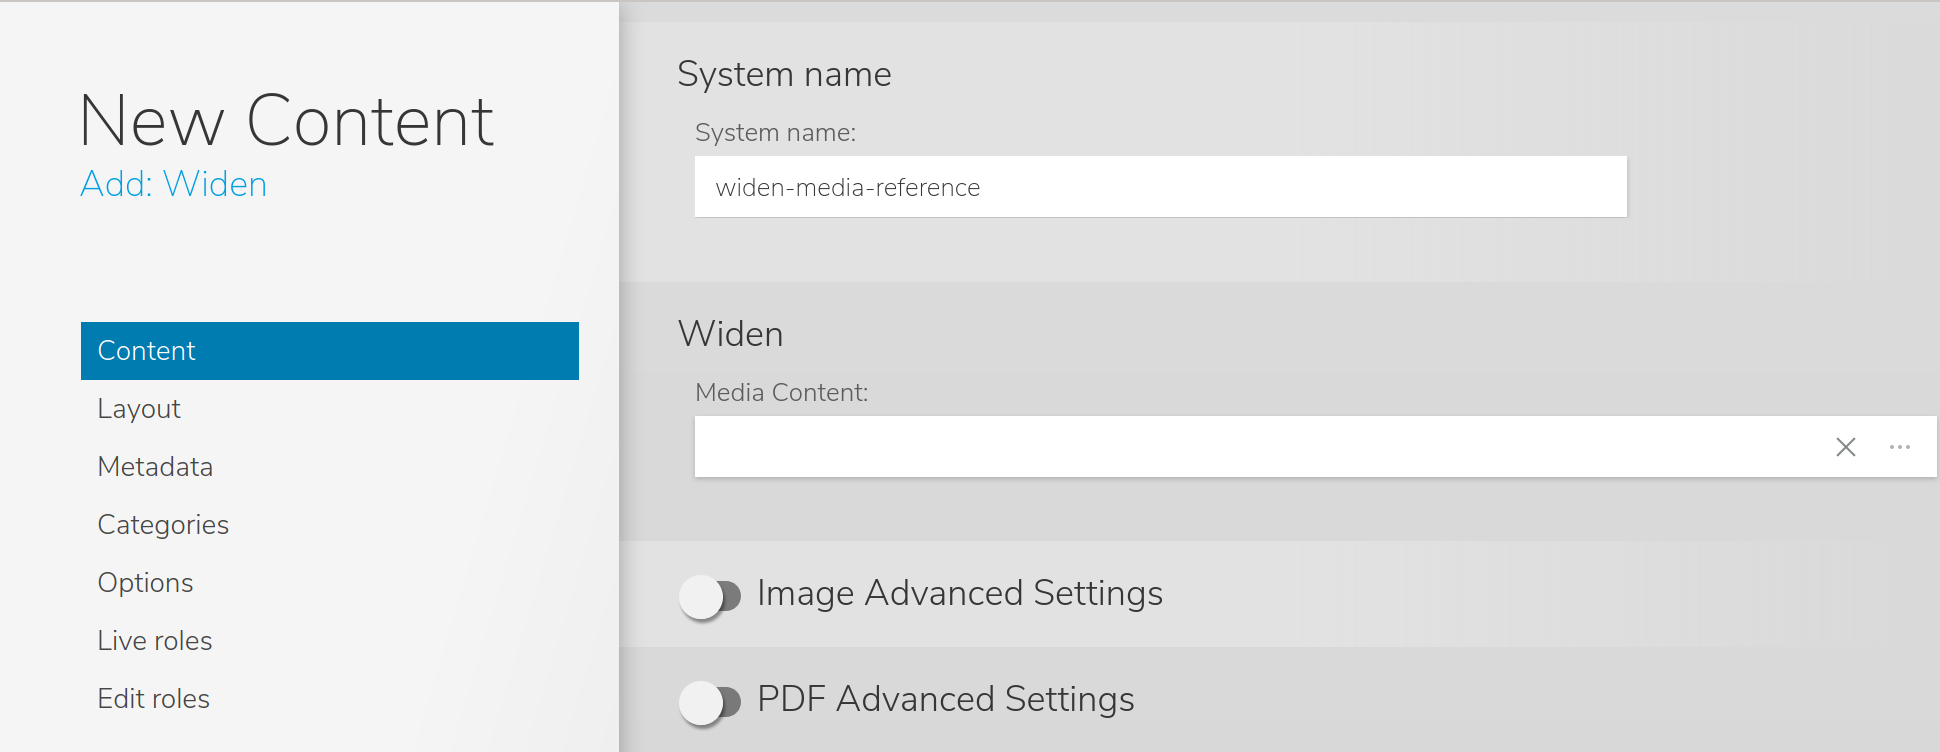 New Content
Add: Widen
Content
Layout
Metadata
Categories
Options
Live roles
Edit roles
System name
System name:
widen-media-reference
Widen
Media Content:
Image Advanced Settings
PDF Advanced Settings